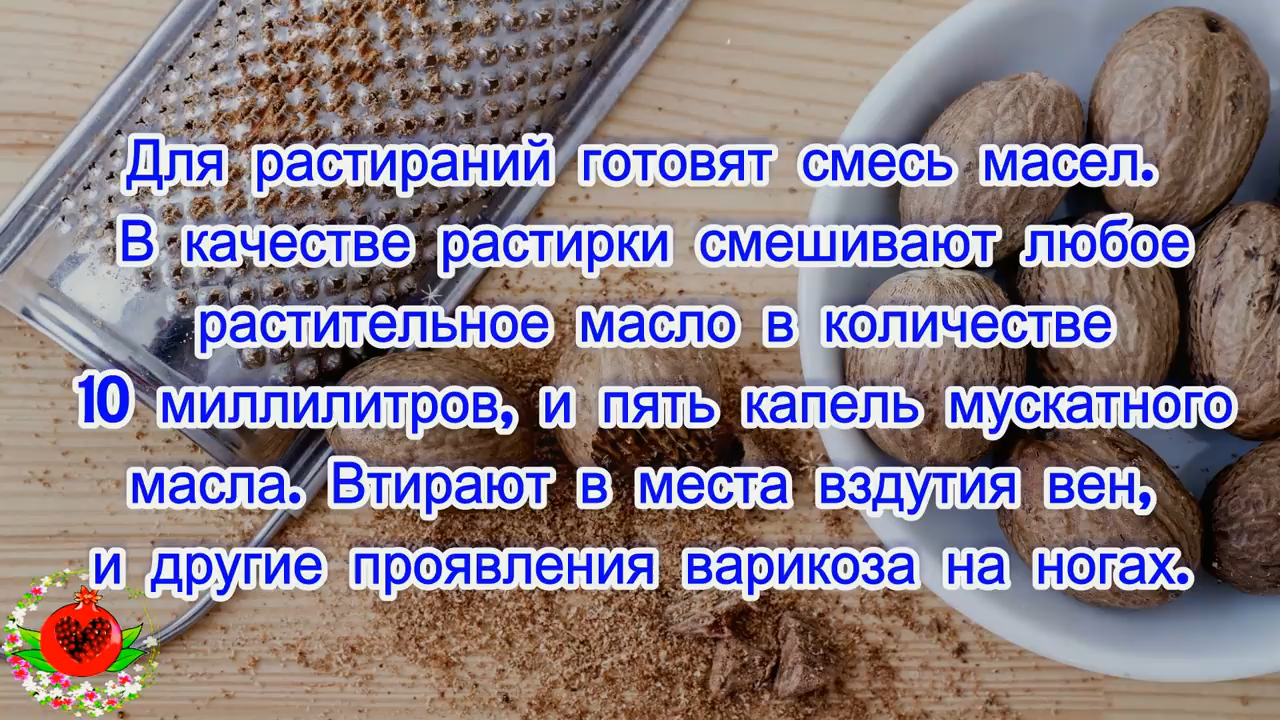 Для растираний готовят смесь масел.
В качестве растирки смешивают любое
растительное масло в количестве
10 миллилитров, и пять капель мускатного
масла. Втирают в места вздутия вен,
и другие проявления варикоза на ногах.